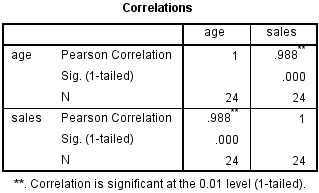 Correlations
age sales
age Pearson Correlation 1 .988**
Sig. (1-tailed) .000
N 24 24
sales Pearson Correlation .988** 1
Sig. (1-tailed) .000
N 24 24
**. Correlation is significant at the 0.01 level (1-tailed).